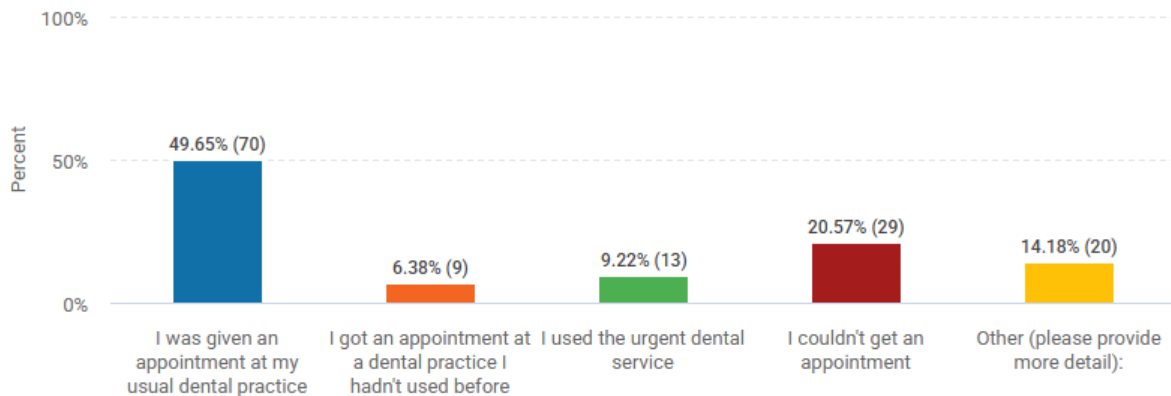 100%
Percent
49.65% (70)
50%
20.57% (29)
14.18% (20)
9.22% (13)
6.38% (9)
0%
I was given an
appointment at my
usual dental practice
I got an appointment at
a dental practice I
hadn't used before
I used the urgent dental
service
I couldn't get an
appointment
Other (please provide
more detail):